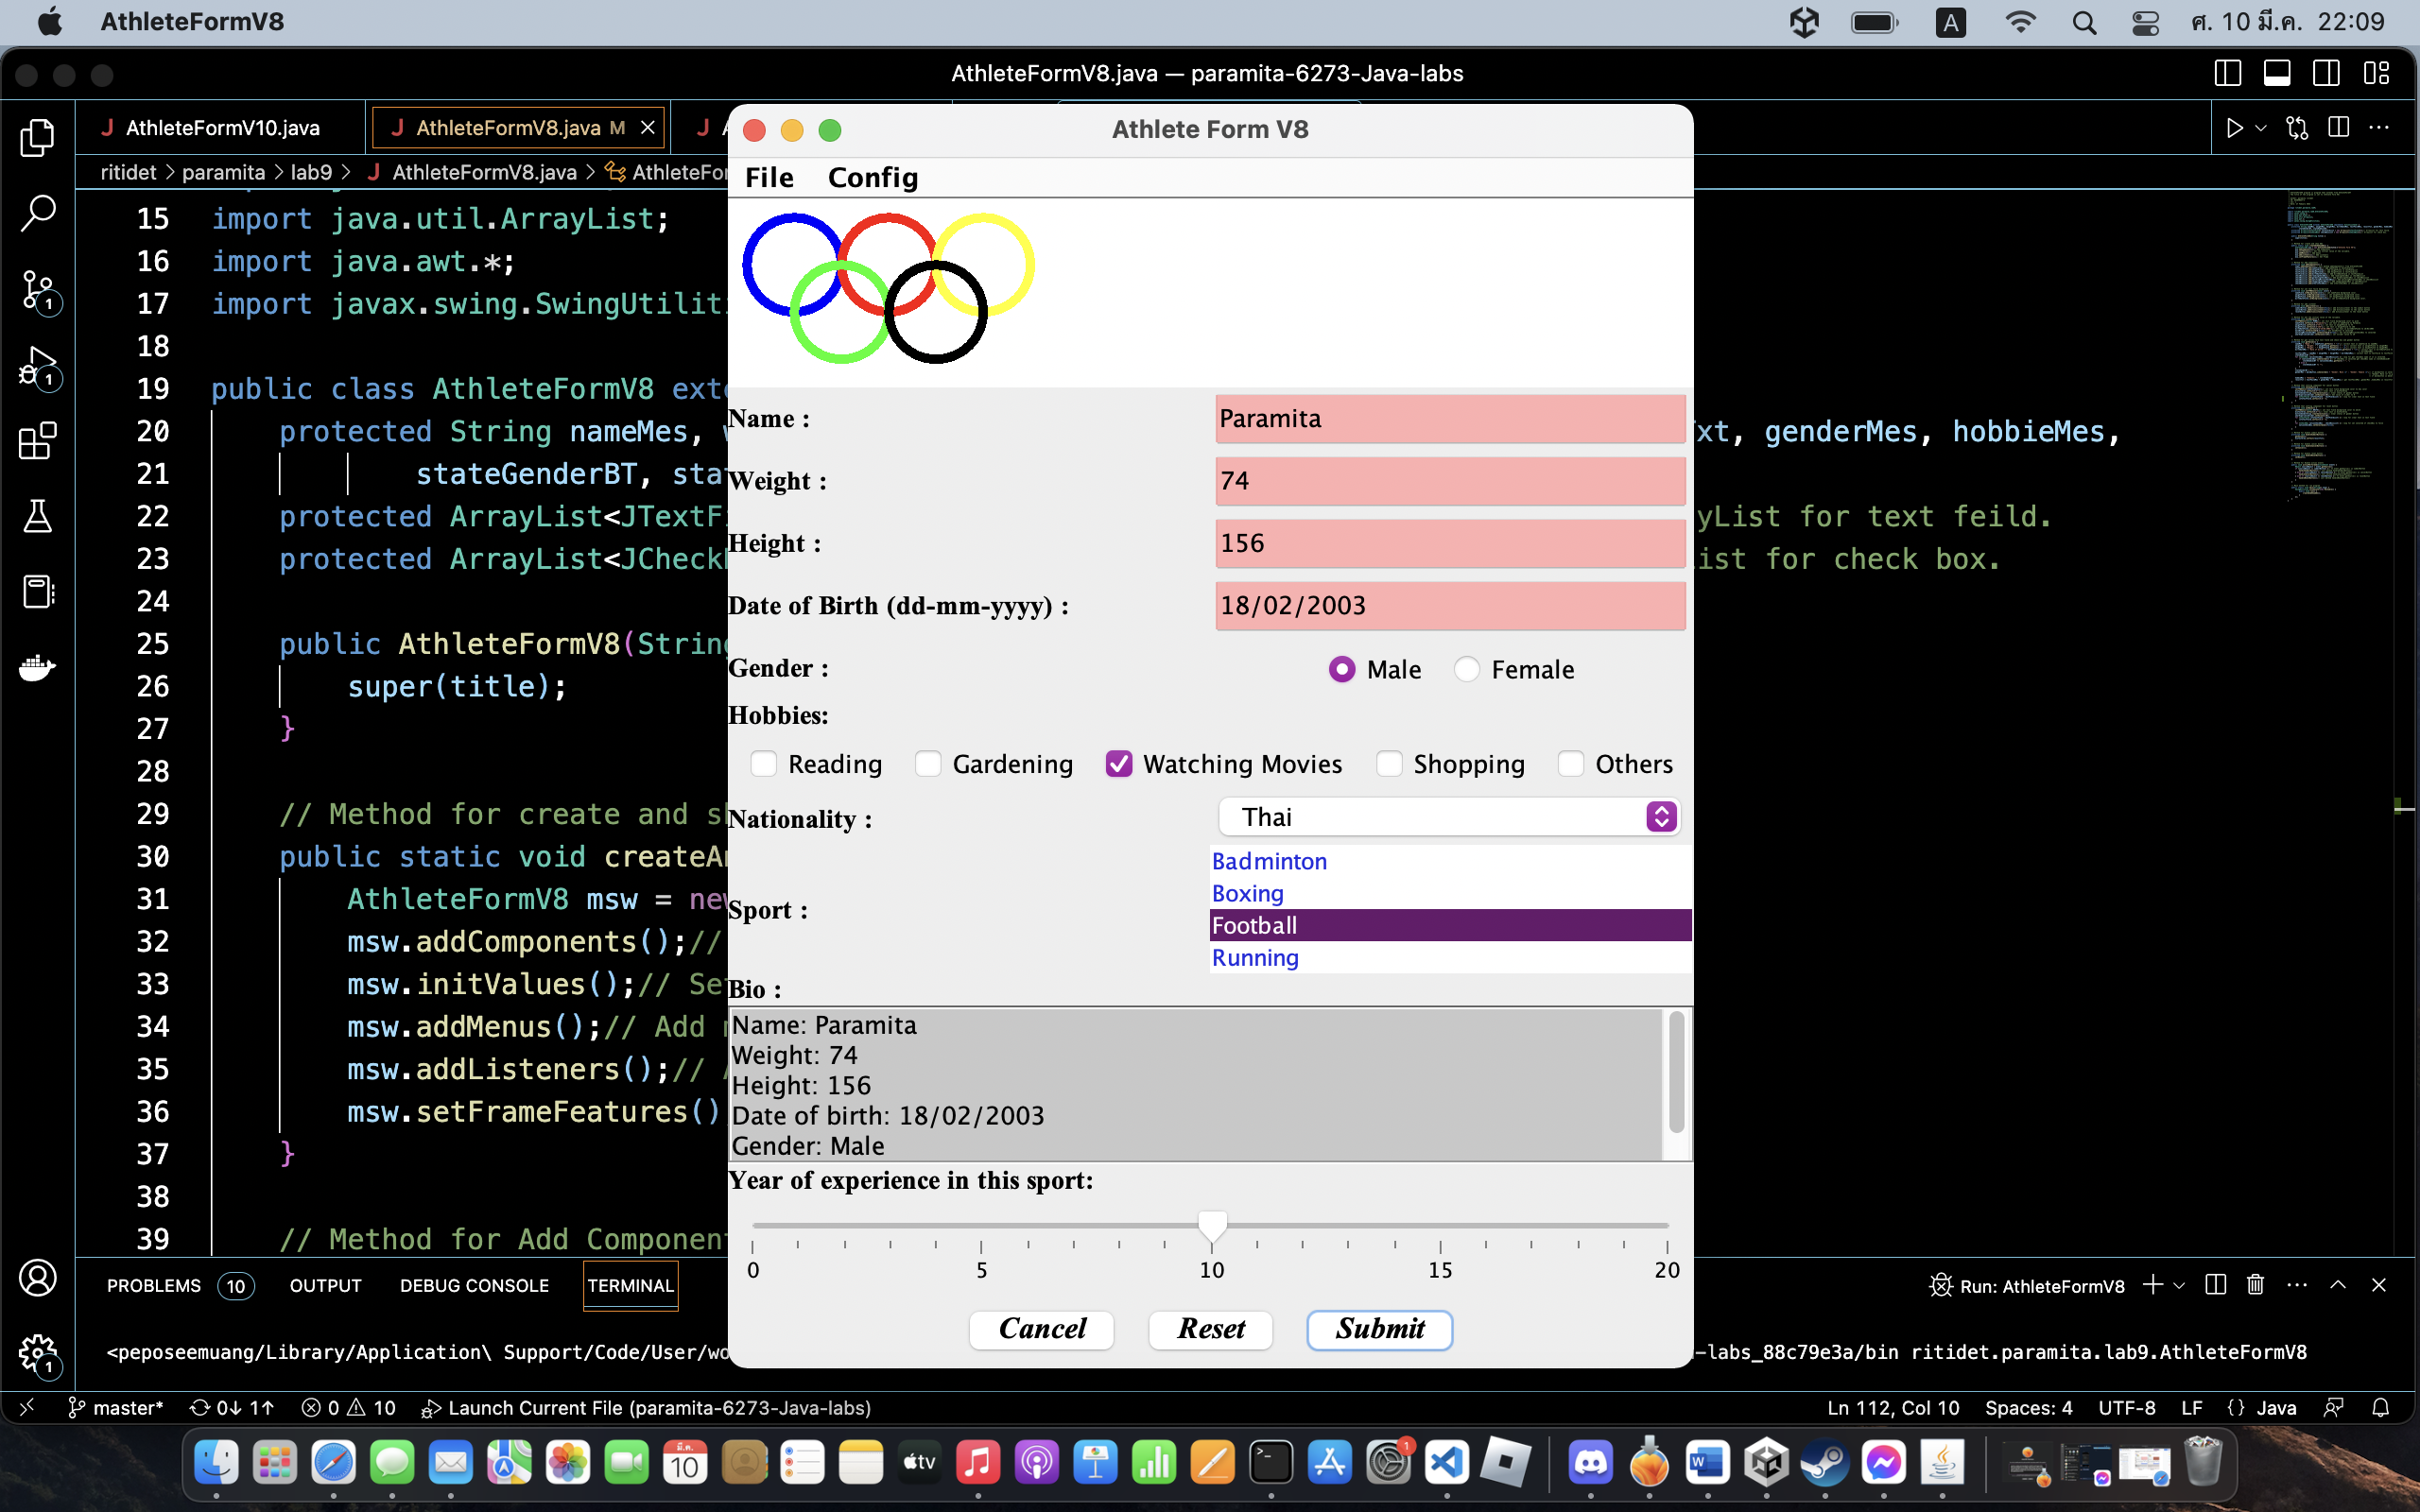 AthleteFormV8
A
ศ. 10 มี.ค. 22:09
AthleteFormV8.java — paramita-6273-Java-labs
AthleteFormV10.java
AthleteFormV8.java M
ritidet > paramita > lab9 > J AthleteFormV8.java >
15 import java.util.ArrayList;
16 import java.awt.*;
17 import javax.swing.SwingUtiliti
18
19 public class AthleteFormV8 exte
20 protected String nameMes,
xt, genderMes, hobbieMes,
21 stateGenderBT, sta
22 protected ArrayList<JTextF
yList for text feild.
23 protected ArrayList<JCheck
ist for check box.
24
25 public AthleteFormV8(String
26 super(title);
27 }
28
29 // Method for create and s
30 public static void createA
31 AthleteFormV8 msw = new
32 msw.addComponents();//
33 msw.initValues();// Se
34 msw.addMenus();// Add
35 msw.addListeners();//
36 msw.setFrameFeatures()
37 }
38
39 // Method for Add Component
Athlete Form V8
File Config
Name : Paramita
Weight : 74
Height : 156
Date of Birth (dd-mm-yyyy) : 18/02/2003
Gender : Male Female
Hobbies:
Reading Gardening Watching Movies Shopping Others
Nationality : Thai
Sport :
Badminton
Boxing
Football
Running
Bio :
Name: Paramita
Weight: 74
Height: 156
Date of birth: 18/02/2003
Gender: Male
Year of experience in this sport:
0 5 10 15 20
Cancel Reset Submit
PROBLEMS 10 OUTPUT DEBUG CONSOLE TERMINAL
Run: AthleteFormV8
<peposeemuang/Library/Application\ Support/Code/User/wo
-labs_88c79e3a/bin ritidet.paramita.lab9.AthleteFormV8
master* 0↓ 1↑ 0 10 Launch Current File (paramita-6273-Java-labs)
Ln 112, Col 10 Spaces: 4 UTF-8 LF {} Java
มี.ค.
10
tv
1